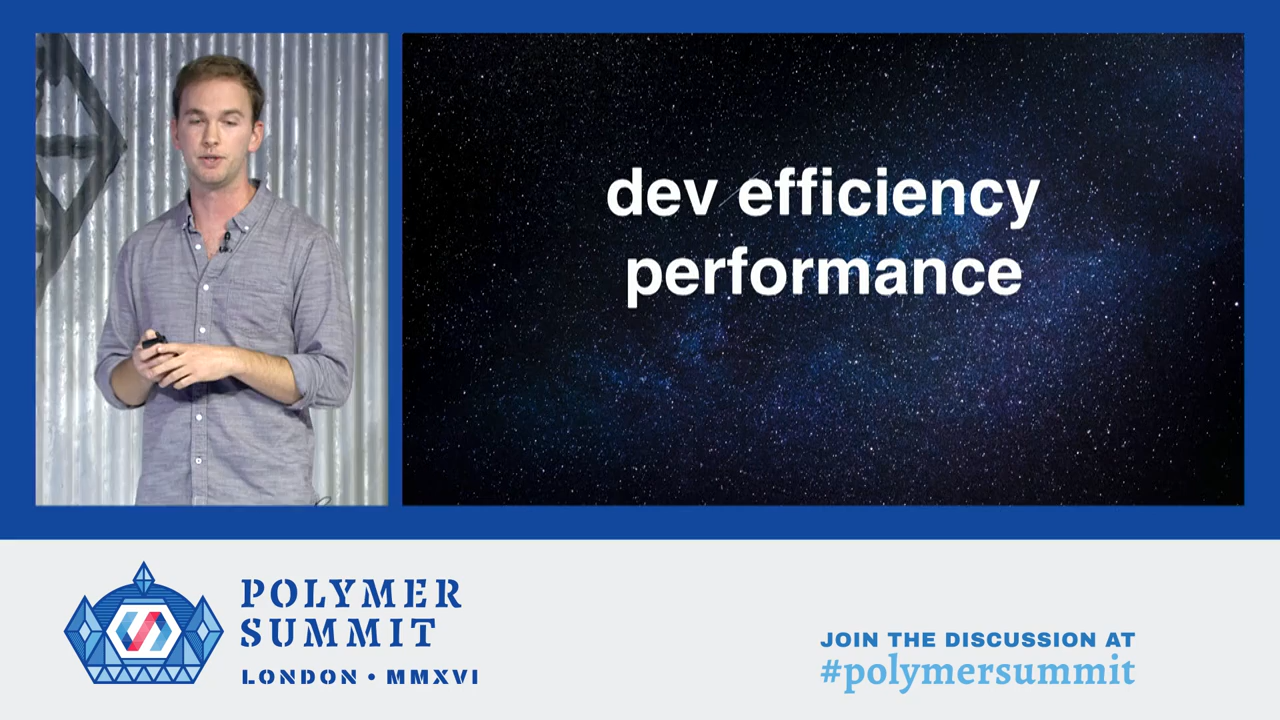 dev efficiency
performance
POLYMER
SUMMIT
LONDON • MMXVI
JOIN THE DISCUSSION AT
#polymersummit